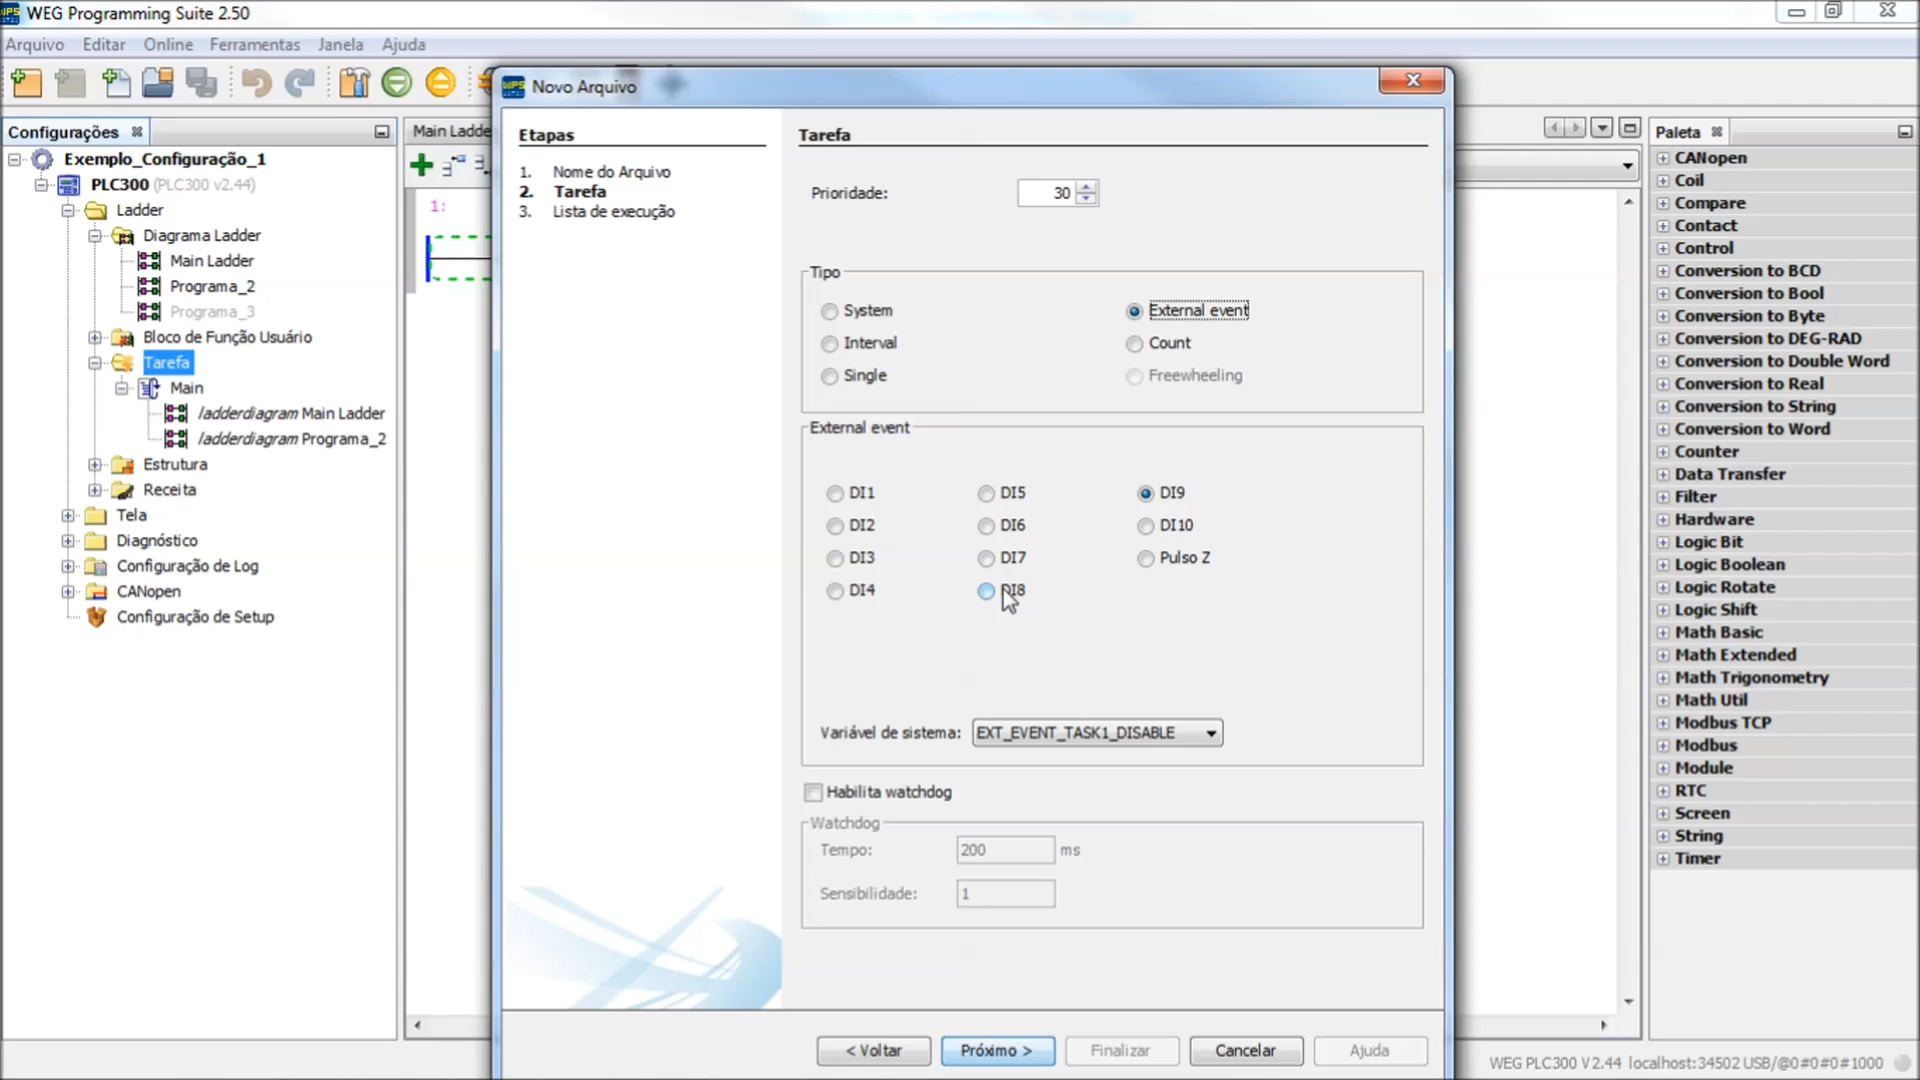 WEG Programming Suite 2.50
Arquivo Editar Online Ferramentas Janela Ajuda
Configurações
Exemplo_Configuração_1
PLC300 (PLC300 v2.44)
Ladder
Diagrama Ladder
Main Ladder
Programa_2
Programa_3
Bloco de Função Usuário
Tarefa
Main
ladderdiagram Main Ladder
ladderdiagram Programa_2
Estrutura
Receita
Tela
Diagnóstico
Configuração de Log
CANopen
Configuração de Setup
Main Ladde
1:
Novo Arquivo
Etapas
1. Nome do Arquivo
2. Tarefa
3. Lista de execução
Tarefa
Prioridade: 30
Tipo
System External event
Interval Count
Single Freewheeling
External event
DI1 DI5 DI9
DI2 DI6 DI10
DI3 DI7 Pulso Z
DI4 DI8
Variável de sistema: EXT_EVENT_TASK1_DISABLE
Habilita watchdog
Watchdog
Tempo: 200 ms
Sensibilidade: 1
< Voltar Próximo > Finalizar Cancelar Ajuda
Paleta
CANopen
Coil
Compare
Contact
Control
Conversion to BCD
Conversion to Bool
Conversion to Byte
Conversion to DEG-RAD
Conversion to Double Word
Conversion to Real
Conversion to String
Conversion to Word
Counter
Data Transfer
Filter
Hardware
Logic Bit
Logic Boolean
Logic Rotate
Logic Shift
Math Basic
Math Extended
Math Trigonometry
Math Util
Modbus TCP
Modbus
Module
RTC
Screen
String
Timer
WEG PLC300 V2.44 localhost:34502 USB/@0#0#0#1000